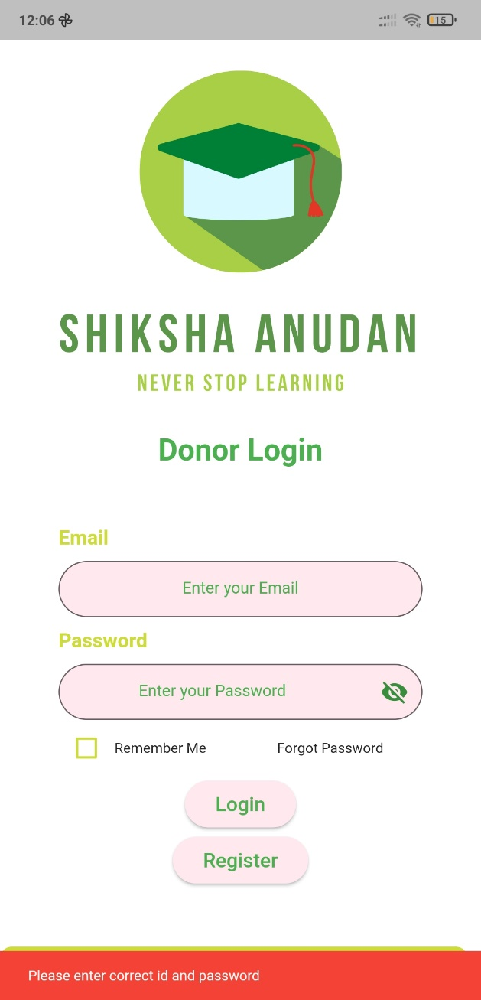 12:06
15
SHIKSHA ANUDAN
NEVER STOP LEARNING
Donor Login
Email
Enter your Email
Password
Enter your Password
Remember Me Forgot Password
Login
Register
Please enter correct id and password